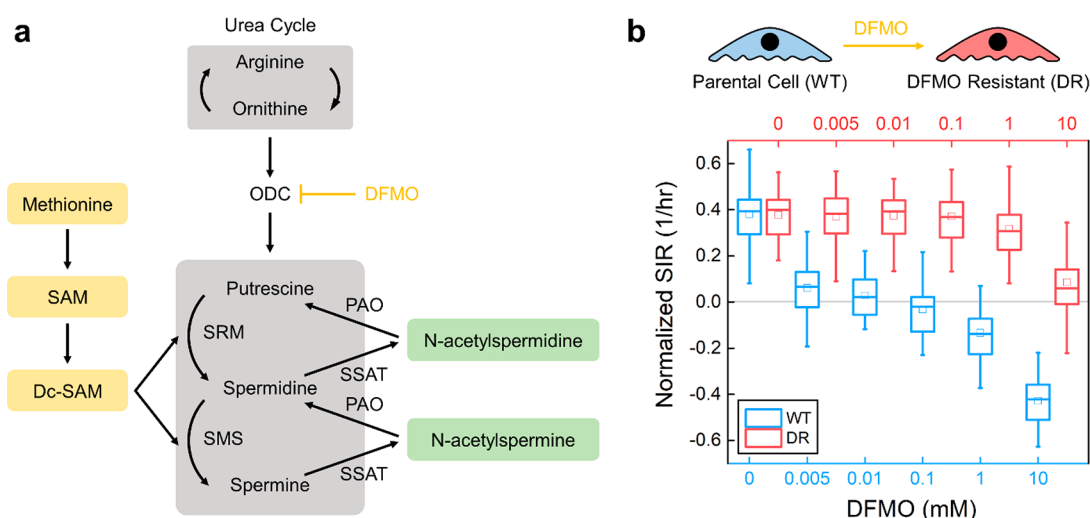 a
Urea Cycle
Arginine
Ornithine
ODC
DFMO
Methionine
SAM
Dc-SAM
Putrescine
SRM
Spermidine
SMS
Spermine
PAO
SSAT
PAO
SSAT
N-acetylspermidine
N-acetylspermine
b
DFMO
Parental Cell (WT)
DFMO Resistant (DR)
0 0.005 0.01 0.1 1 10
Normalized SIR (1/hr)
0.6
0.4
0.2
0.0
-0.2
-0.4
-0.6
WT
DR
0 0.005 0.01 0.1 1 10
DFMO (mM)